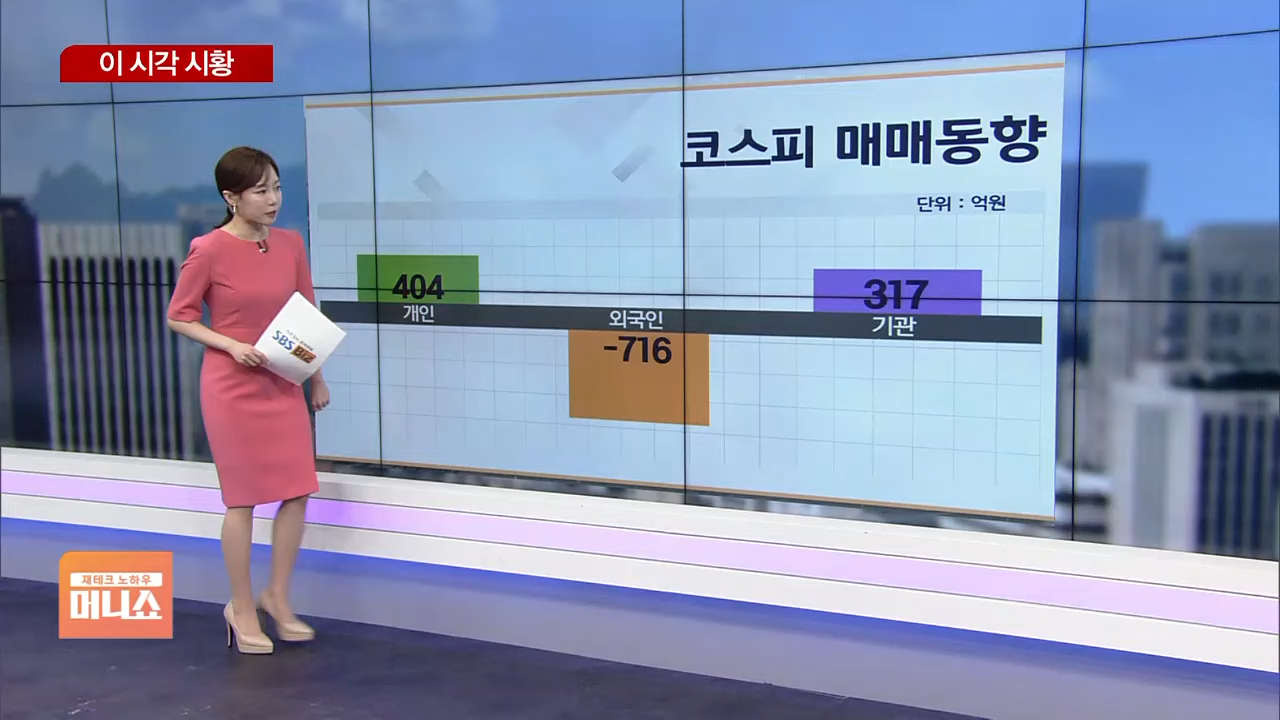 이 시각 시황
코스피 매매동향
단위 : 억원
404
개인
외국인
-716
317
기관
SBS Biz
재테크 노하우
머니쇼